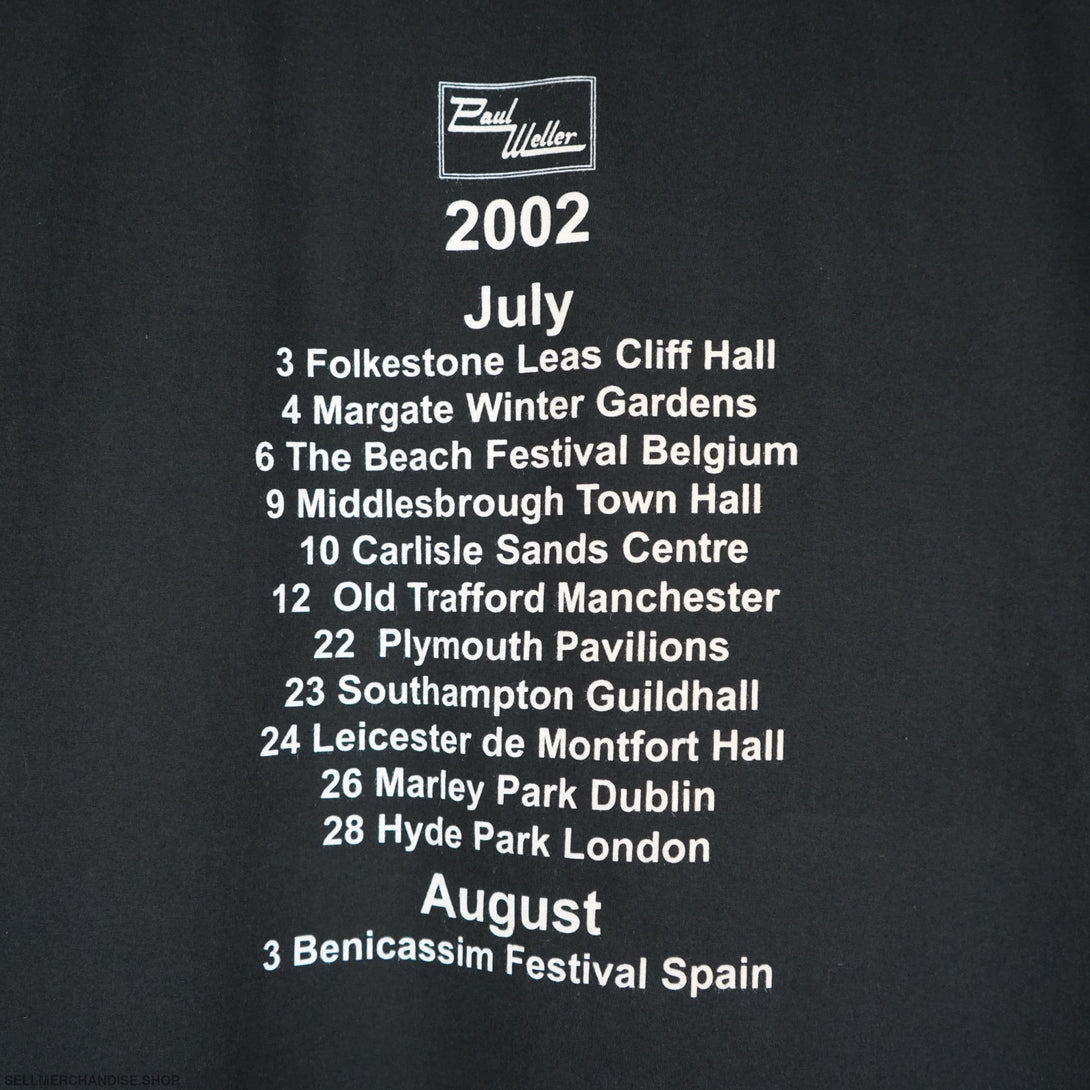 Paul
Weller
2002
July
3 Folkestone Leas Cliff Hall
4 Margate Winter Gardens
6 The Beach Festival Belgium
9 Middlesbrough Town Hall
10 Carlisle Sands Centre
12 Old Trafford Manchester
22 Plymouth Pavilions
23 Southampton Guildhall
24 Leicester de Montfort Hall
26 Marley Park Dublin
28 Hyde Park London
August
3 Benicassim Festival Spain
SELLMERCHANDISE.SHOP